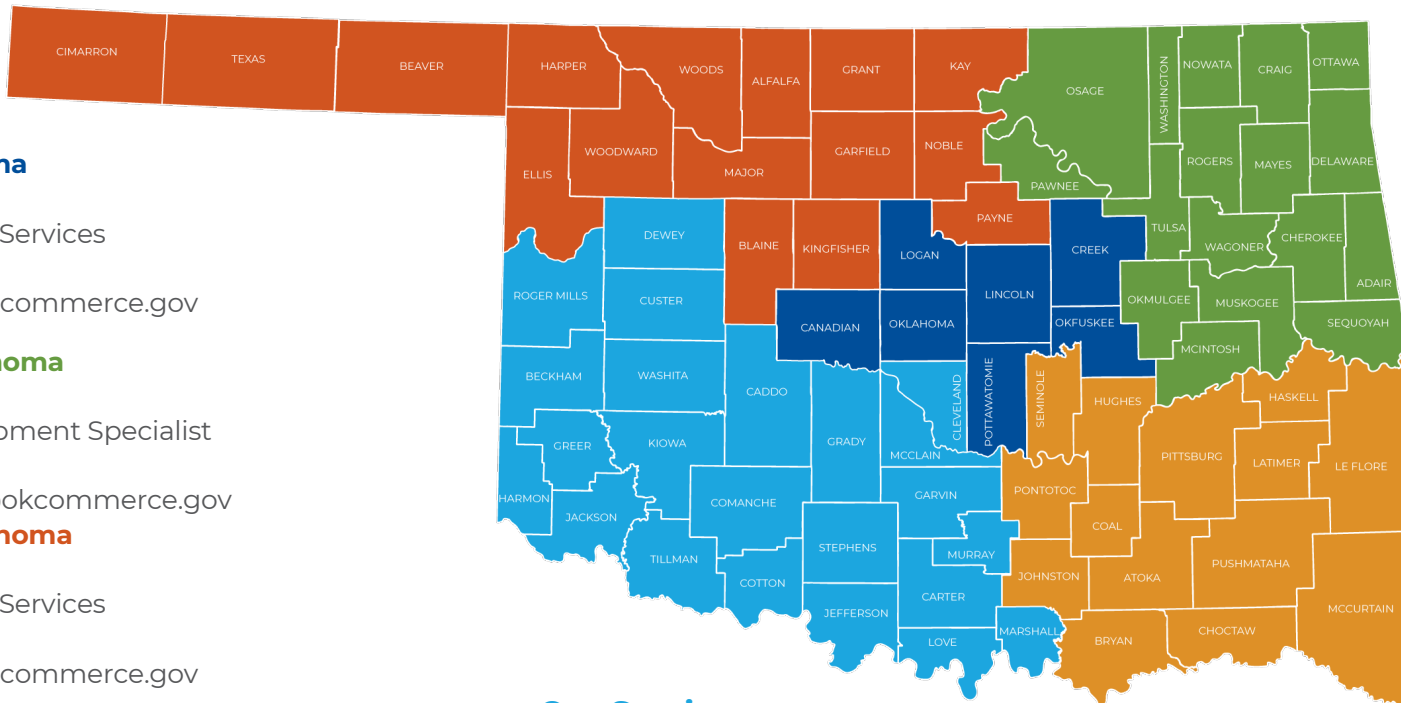 CIMARRON
TEXAS
BEAVER
HARPER
WOODS
ALFALFA
GRANT
KAY
OSAGE
WASHINGTON
NOWATA
CRAIG
OTTAWA
ELLIS
WOODWARD
MAJOR
GARFIELD
NOBLE
PAWNEE
ROGERS
MAYES
DELAWARE
DEWEY
BLAINE
KINGFISHER
LOGAN
PAYNE
CREEK
TULSA
WAGONER
CHEROKEE
ADAIR
ROGER MILLS
CUSTER
CANADIAN
OKLAHOMA
LINCOLN
OKFUSKEE
OKMULGEE
MUSKOGEE
SEQUOYAH
MCINTOSH
BECKHAM
WASHITA
CADDO
GRADY
CLEVELAND
POTTAWATOMIE
SEMINOLE
HUGHES
HASKELL
GREER
KIOWA
MCCLAIN
PITTSBURG
LATIMER
LE FLORE
HARMON
JACKSON
COMANCHE
GARVIN
PONTOTOC
COAL
TILLMAN
COTTON
STEPHENS
MURRAY
JOHNSTON
ATOKA
PUSHMATAHA
MCCURTAIN
JEFFERSON
CARTER
LOVE
MARSHALL
BRYAN
CHOCTAW
na
Services
commerce.gov
homa
pment Specialist
okcommerce.gov
homa
Services
commerce.gov